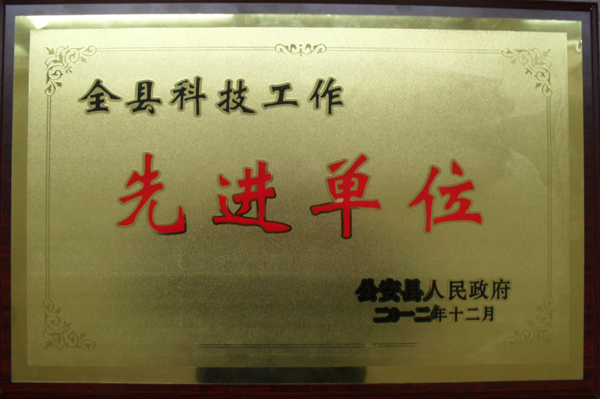 全县科技工作
先进单位
公安县人民政府
二〇一二年十二月